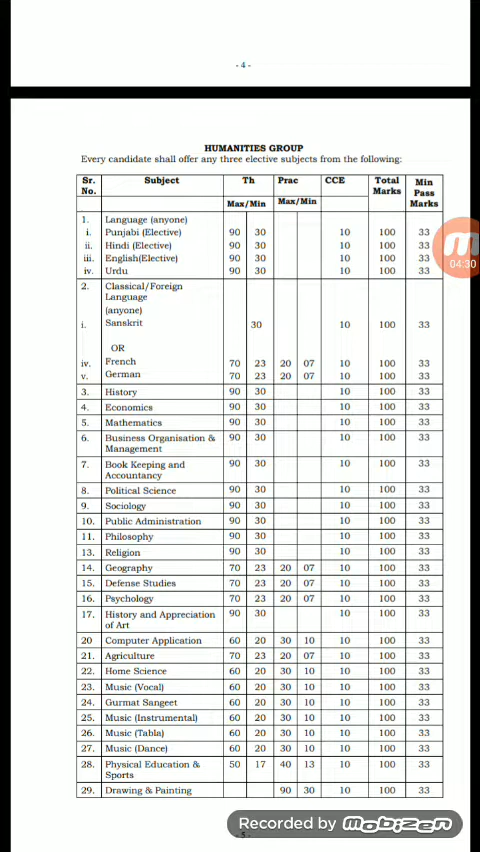 - 4 -
HUMANITIES GROUP
Every candidate shall offer any three elective subjects from the following:
Sr. No. Subject Th Prac CCE Total Marks Min Pass Marks
Max/Min Max/Min
1. Language (anyone)
i. Punjabi (Elective) 90 30 10 100 33
ii. Hindi (Elective) 90 30 10 100 33
iii. English(Elective) 90 30 10 100 33
iv. Urdu 90 30 10 100 33
2. Classical/Foreign
Language
(anyone)
i. Sanskrit 30 10 100 33
OR
iv. French 70 23 20 07 10 100 33
v. German 70 23 20 07 10 100 33
3. History 90 30 10 100 33
4. Economics 90 30 10 100 33
5. Mathematics 90 30 10 100 33
6. Business Organisation & 90 30 10 100 33
Management
7. Book Keeping and 90 30 10 100 33
Accountancy
8. Political Science 90 30 10 100 33
9. Sociology 90 30 10 100 33
10. Public Administration 90 30 10 100 33
11. Philosophy 90 30 10 100 33
13. Religion 90 30 10 100 33
14. Geography 70 23 20 07 10 100 33
15. Defense Studies 70 23 20 07 10 100 33
16. Psychology 70 23 20 07 10 100 33
17. History and Appreciation 90 30 10 100 33
of Art
20 Computer Application 60 20 30 10 10 100 33
21. Agriculture 70 23 20 07 10 100 33
22. Home Science 60 20 30 10 10 100 33
23. Music (Vocal) 60 20 30 10 10 100 33
24. Gurmat Sangeet 60 20 30 10 10 100 33
25. Music (Instrumental) 60 20 30 10 10 100 33
26. Music (Tabla) 60 20 30 10 10 100 33
27. Music (Dance) 60 20 30 10 10 100 33
28. Physical Education & 50 17 40 13 10 100 33
Sports
29. Drawing & Painting 90 30 10 100 33
04:30
Recorded by Mobizen
- 5 -